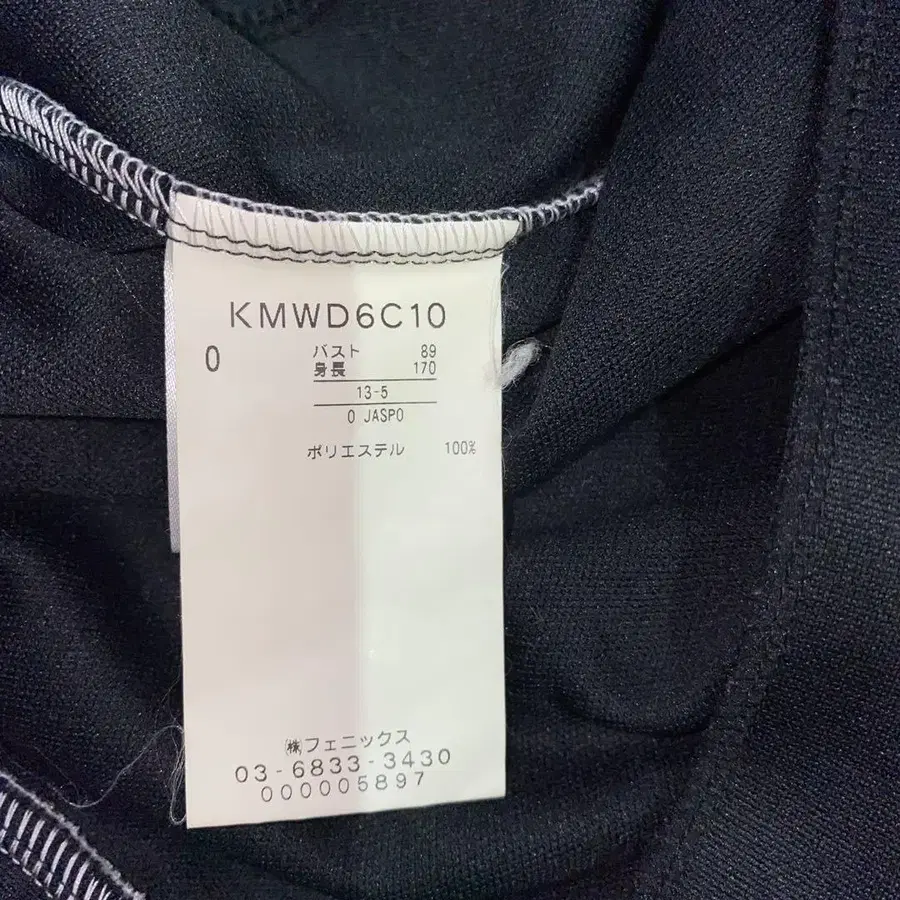 KMWD6C10
0
バスト 89
身長 170
13-5
0 JASPO
ポリエステル 100%
㈱フェニックス
03-6833-3430
000005897